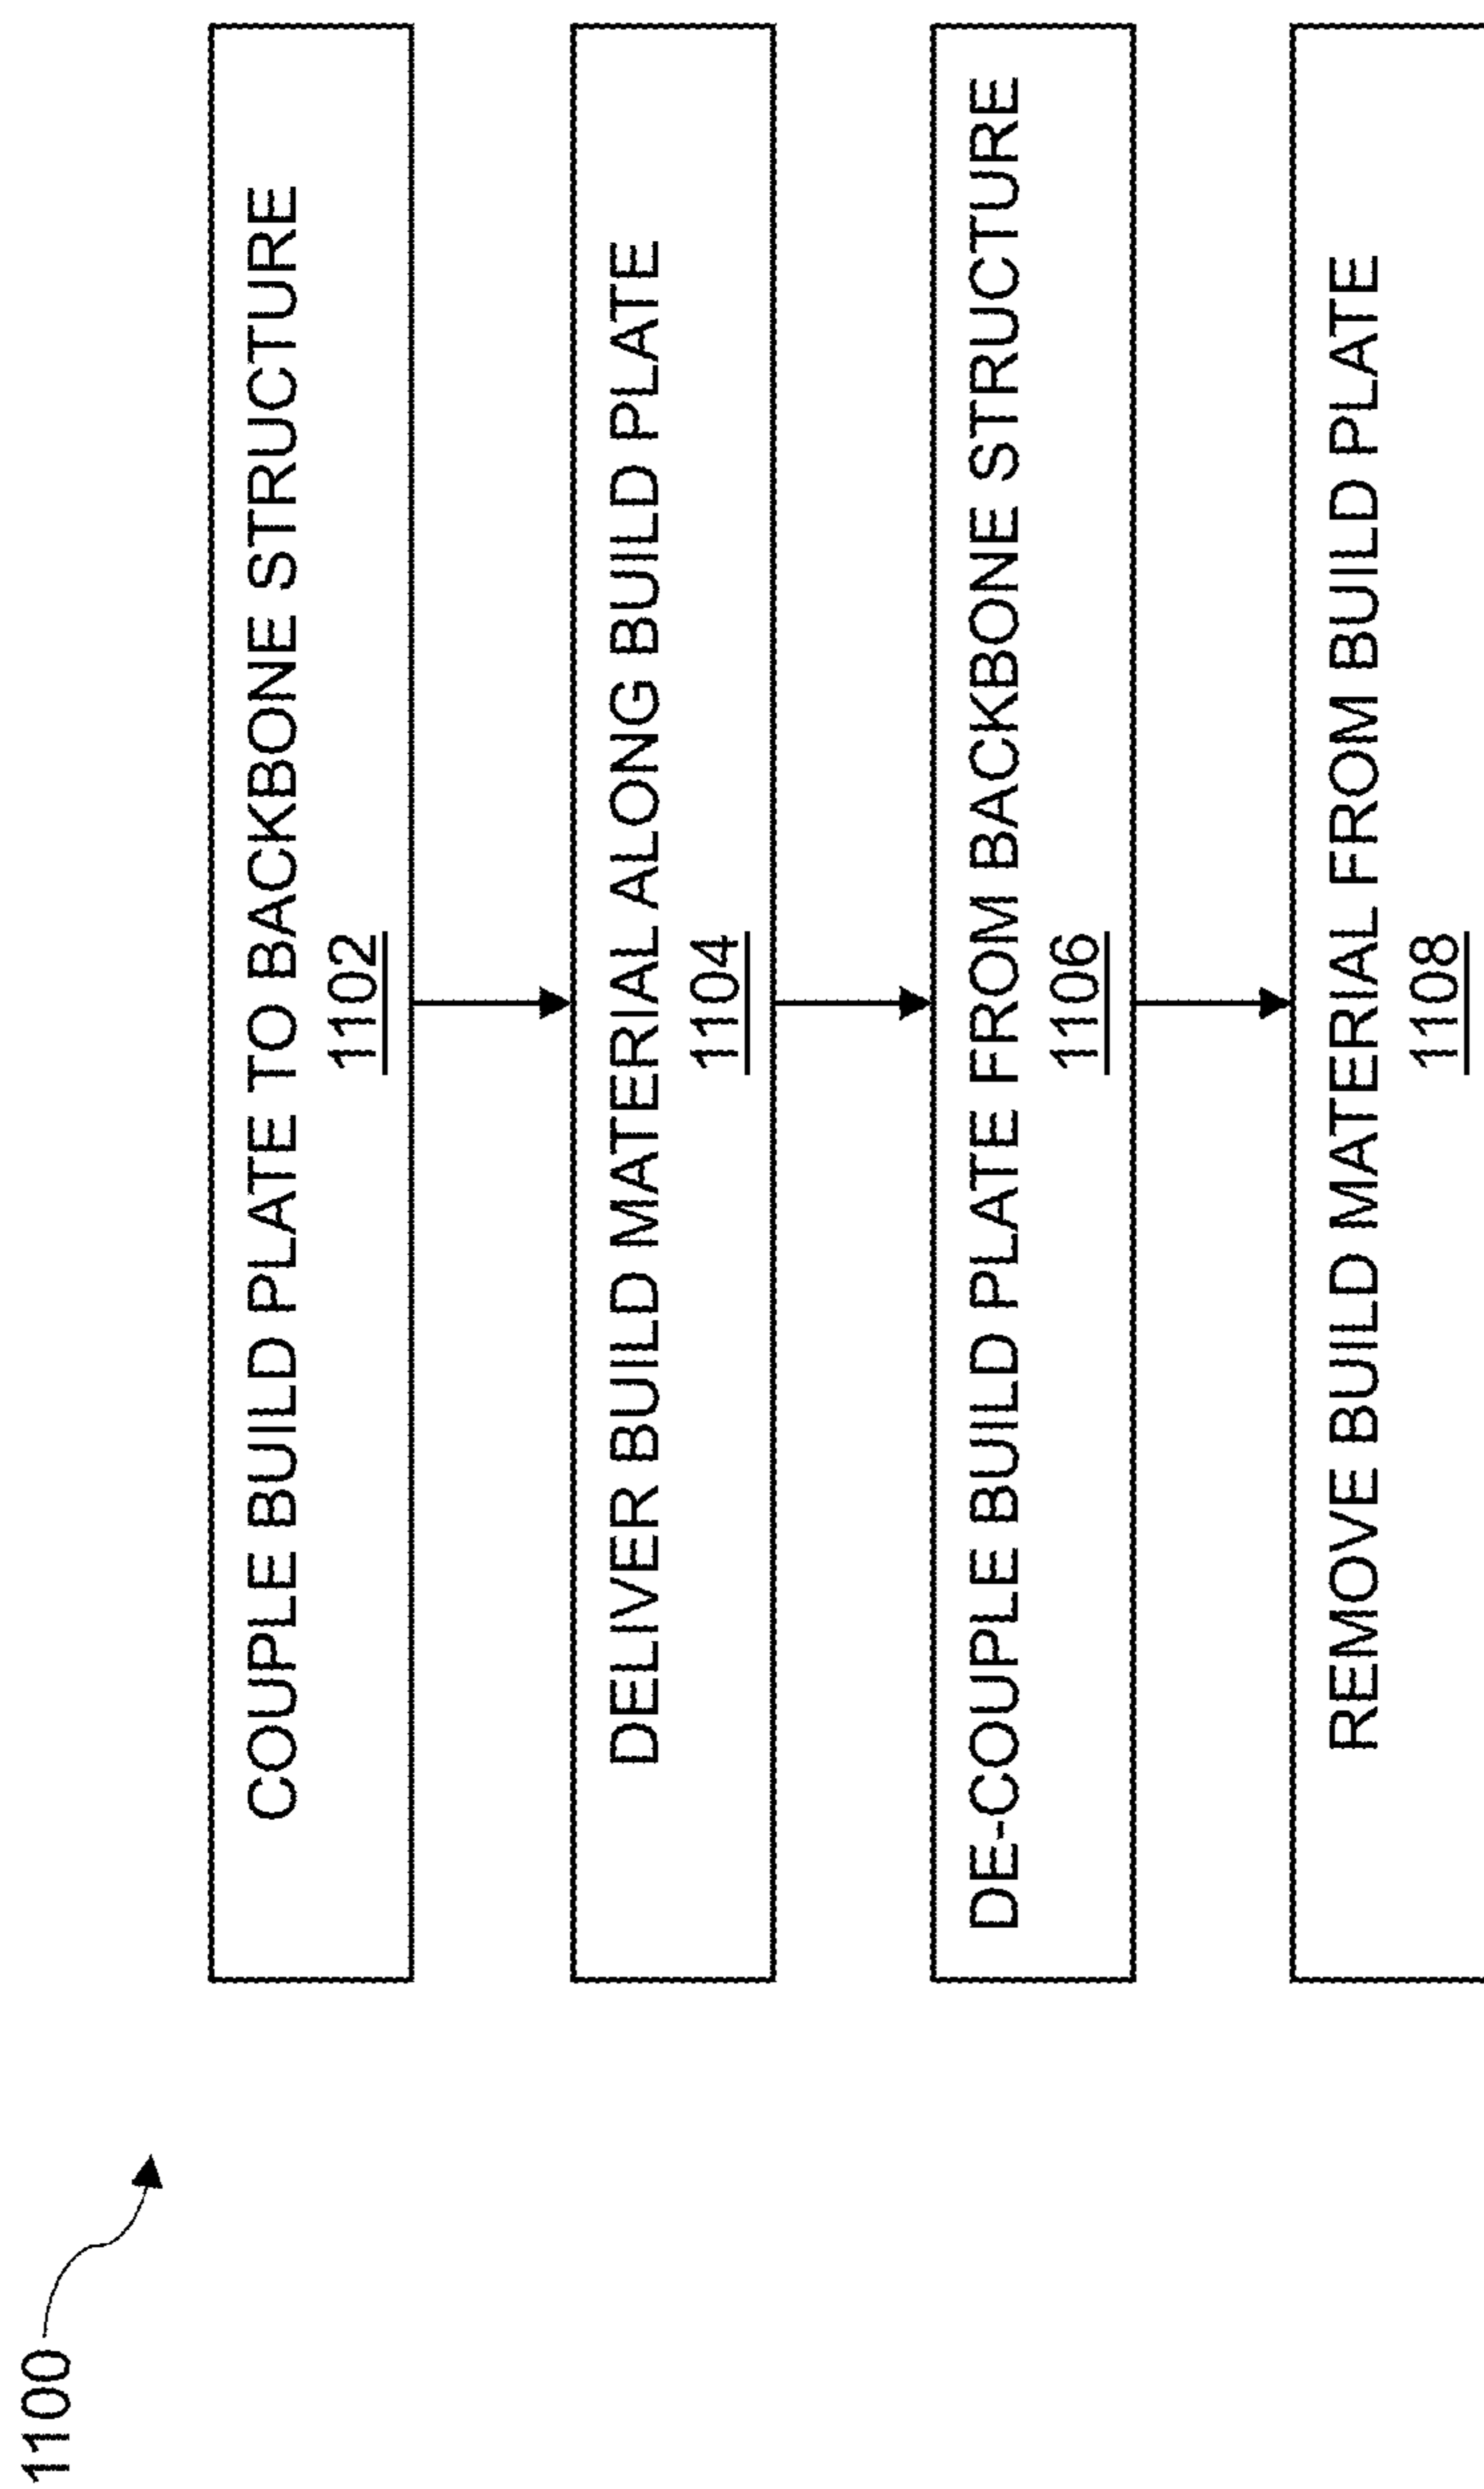 1100
COUPLE BUILD PLATE TO BACKBONE STRUCTURE
1102
DELIVER BUILD MATERIAL ALONG BUILD PLATE
1104
DE-COUPLE BUILD PLATE FROM BACKBONE STRUCTURE
1106
REMOVE BUILD MATERIAL FROM BUILD PLATE
1108